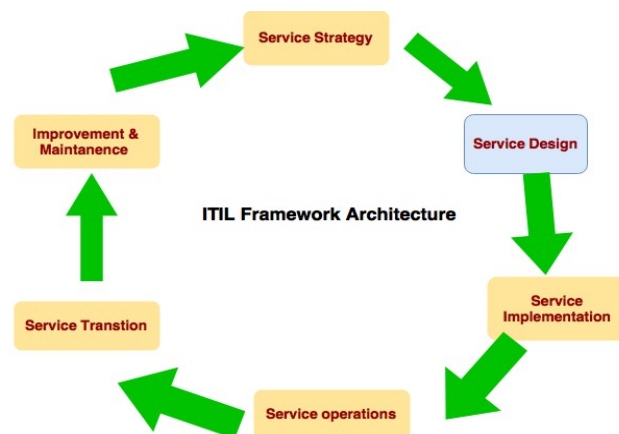 Service Strategy
Improvement &
Maintanence
Service Design
ITIL Framework Architecture
Service
Implementation
Service Transtion
Service operations